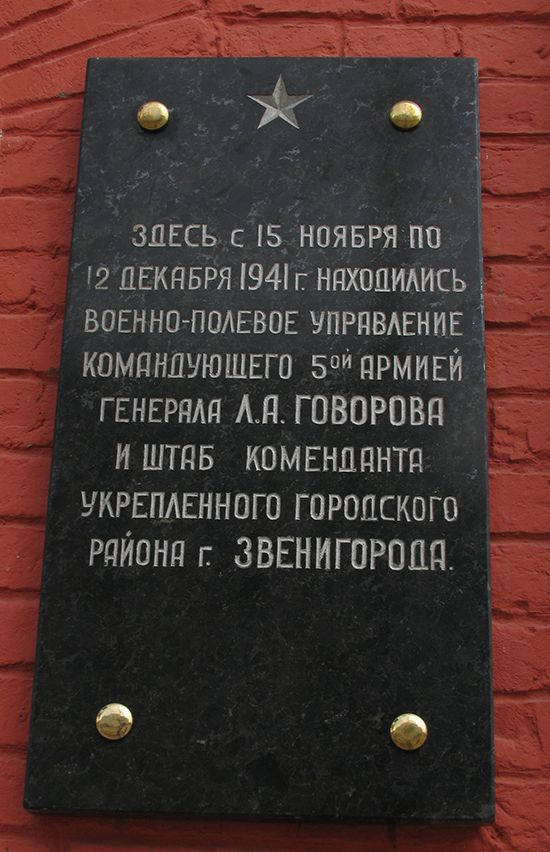 ЗДЕСЬ с 15 НОЯБРЯ ПО
12 ДЕКАБРЯ 1941 г. НАХОДИЛИСЬ
ВОЕННО-ПОЛЕВОЕ УПРАВЛЕНИЕ
КОМАНДУЮЩЕГО 5ОЙ АРМИЕЙ
ГЕНЕРАЛА Л.А. ГОВОРОВА
И ШТАБ КОМЕНДАНТА
УКРЕПЛЕННОГО ГОРОДСКОГО
РАЙОНА г. ЗВЕНИГОРОДА.